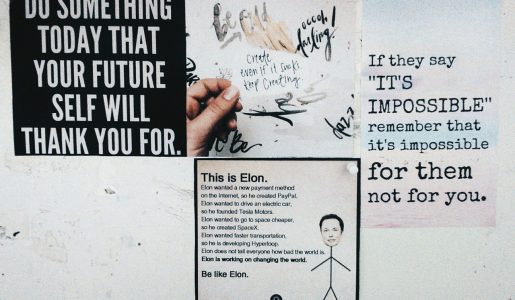 DO SOMETHING
TODAY THAT
YOUR FUTURE
SELF WILL
THANK YOU FOR.
be you
ooooh
darling!
create
even if it sucks.
keep creating.
Be
If they say
"IT'S
IMPOSSIBLE"
remember that
it's impossible
for them
not for you.
This is Elon.
Elon wanted a new payment method
on the Internet, so he created PayPal.
Elon wanted to drive an electric car,
so he founded Tesla Motors.
Elon wanted to go to space cheaper,
so he created SpaceX.
Elon wanted faster transportation,
so he is developing Hyperloop.
Elon does not tell everyone how bad the world is.
Elon is working on changing the world.
Be like Elon.